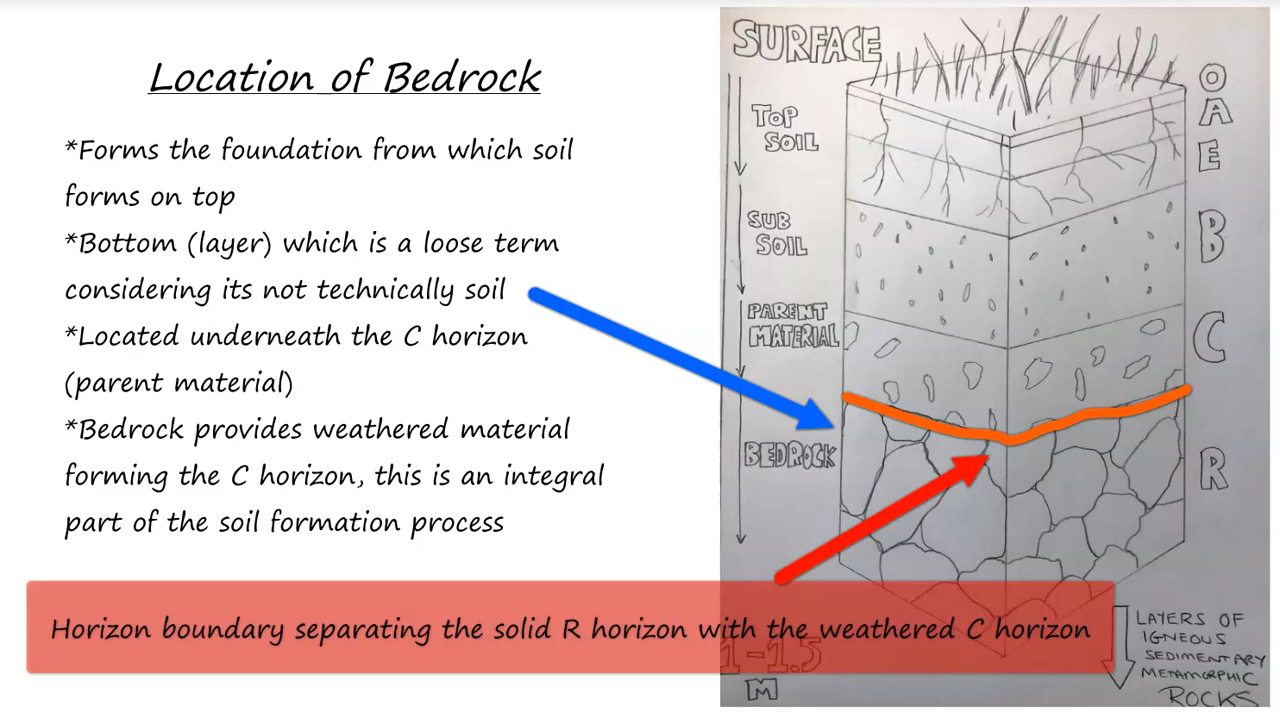 Location of Bedrock
*Forms the foundation from which soil
forms on top
*Bottom (layer) which is a loose term
considering its not technically soil
*Located underneath the C horizon
(parent material)
*Bedrock provides weathered material
forming the C horizon, this is an integral
part of the soil formation process
Horizon boundary separating the solid R horizon with the weathered C horizon
SURFACE
TOP
SOIL
SUB
SOIL
PARENT
MATERIAL
BEDROCK
1-1.5
M
O
A
E
B
C
R
LAYERS OF
IGNEOUS
SEDIMENTARY
METAMORPHIC
ROCKS